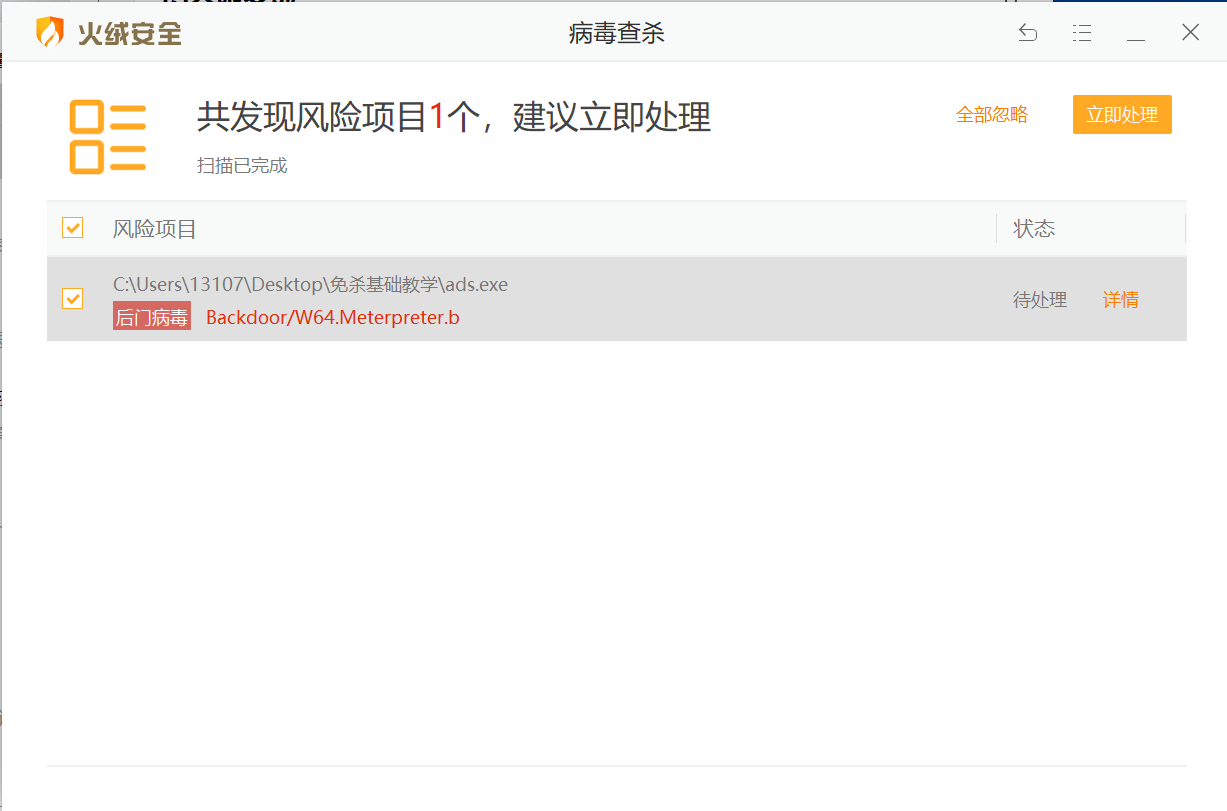 火绒安全
病毒查杀
共发现风险项目1个，建议立即处理
全部忽略
立即处理
扫描已完成
风险项目
状态
C:\Users\13107\Desktop\免杀基础教学\ads.exe
后门病毒 Backdoor/W64.Meterpreter.b
待处理
详情